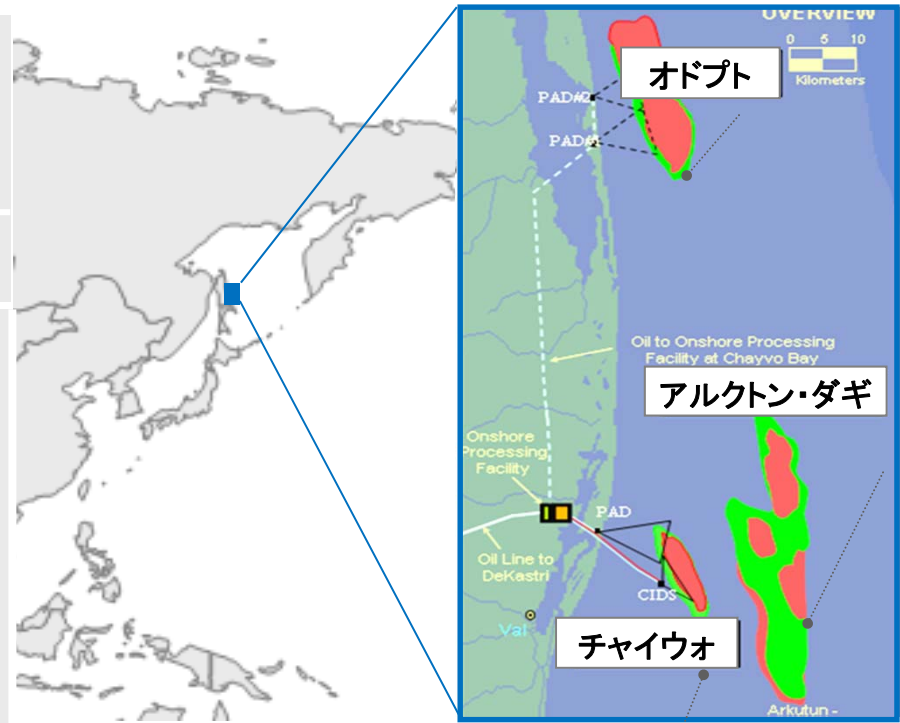 OVERVIEW
0 5 10
Kilometers
オドプト
PAD#2
PAD#1
Oil to Onshore Processing
Facility at Chayvo Bay
アルクトン・ダギ
Onshore
Processing
Facility
PAD
Oil Line to
DeKastri
CIDS
Val
チャイウォ
Arkutun -